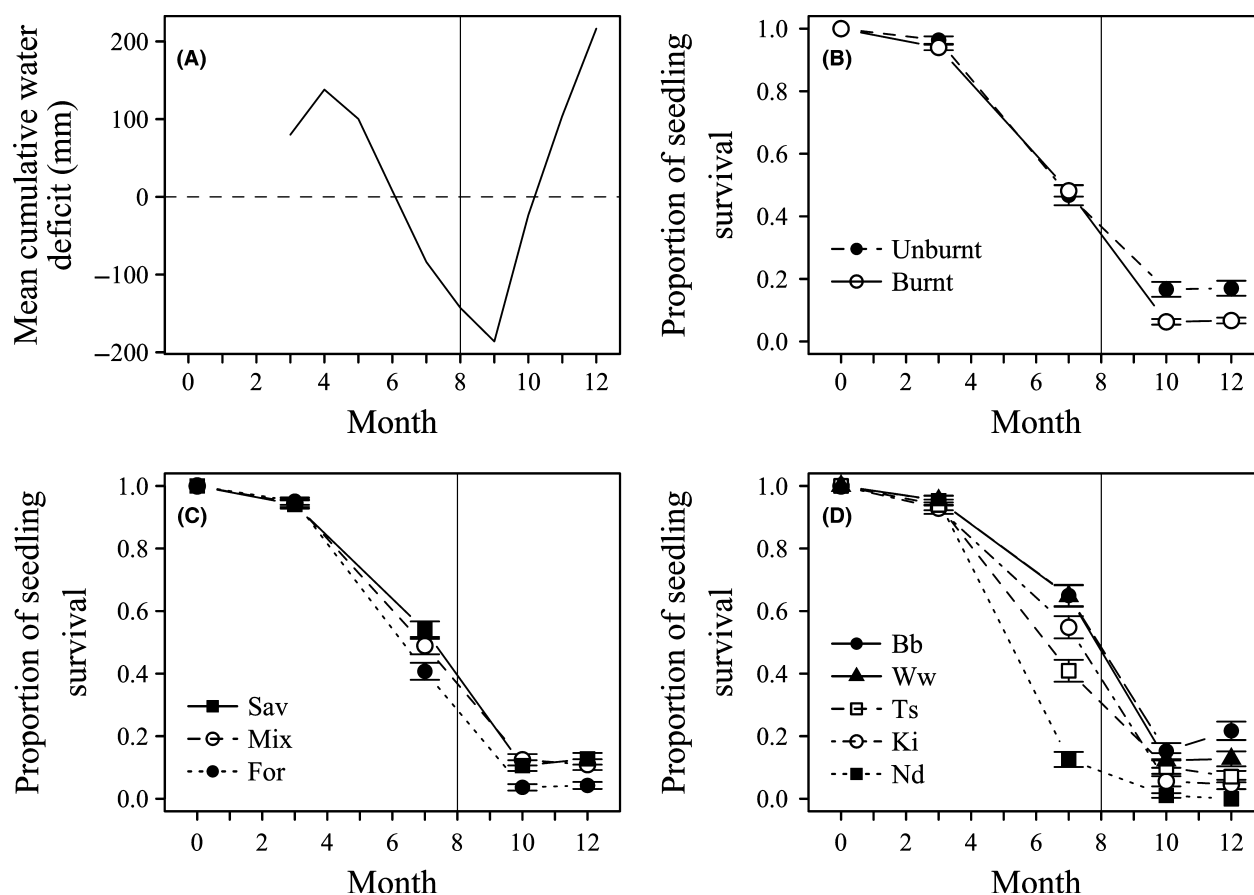 Mean cumulative water
deficit (mm)
(A)
200
100
0
−100
−200
0 2 4 6 8 10 12
Month
Proportion of seedling
survival
(B)
1.0
0.8
0.6
0.4
0.2
0.0
Unburnt
Burnt
0 2 4 6 8 10 12
Month
Proportion of seedling
survival
(C)
1.0
0.8
0.6
0.4
0.2
0.0
Sav
Mix
For
0 2 4 6 8 10 12
Month
Proportion of seedling
survival
(D)
1.0
0.8
0.6
0.4
0.2
0.0
Bb
Ww
Ts
Ki
Nd
0 2 4 6 8 10 12
Month